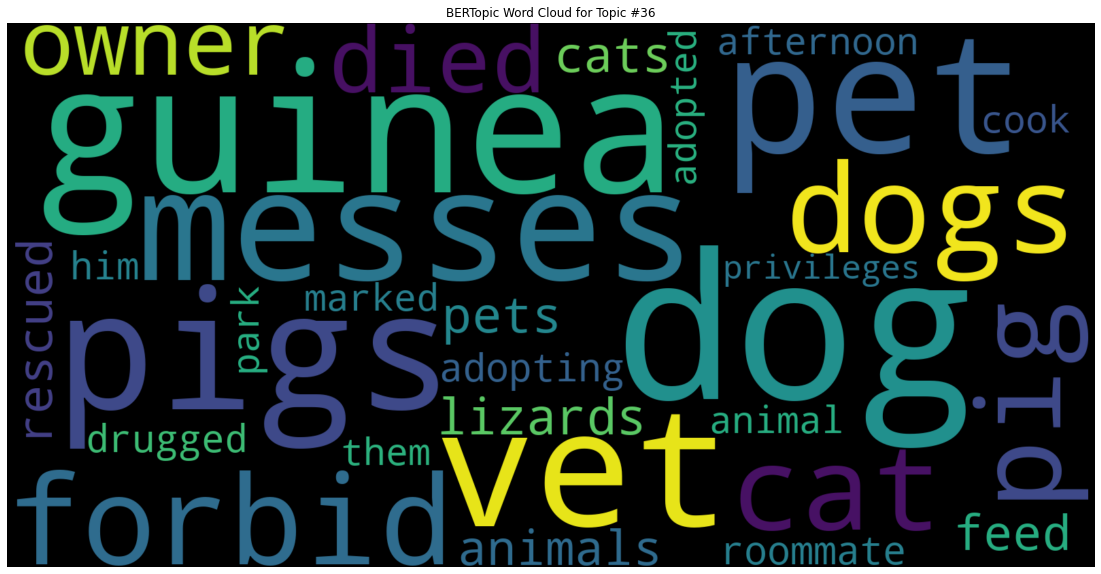 BERTopic Word Cloud for Topic #36
owner
died
cats
adopted
afternoon
pet
cook
guinea
messes
dogs
rescued
him
marked
privileges
park
pets
dog
pig
pigs
adopting
lizards
animal
drugged
them
vet
cat
forbid
animals
roommate
feed